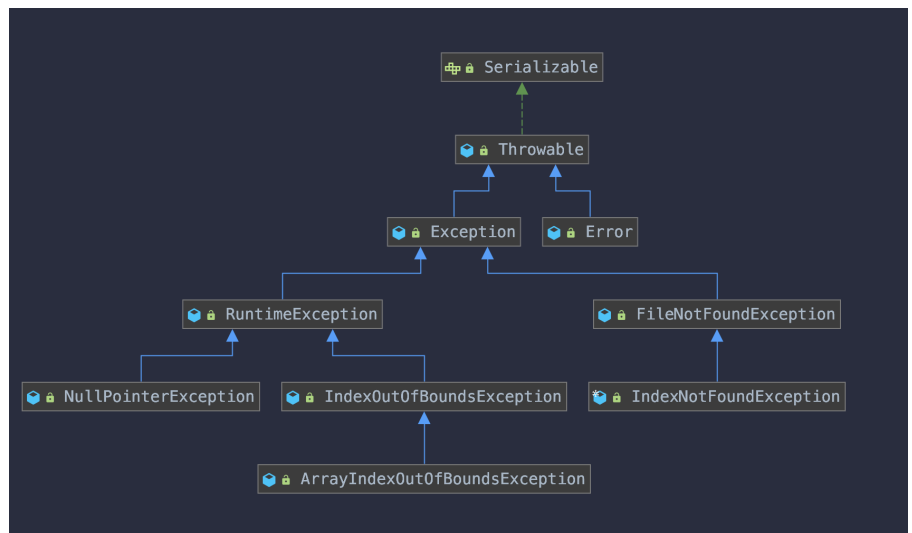 Serializable
Throwable
Exception
Error
RuntimeException
FileNotFoundException
NullPointerException
IndexOutOfBoundsException
IndexNotFoundException
ArrayIndexOutOfBoundsException